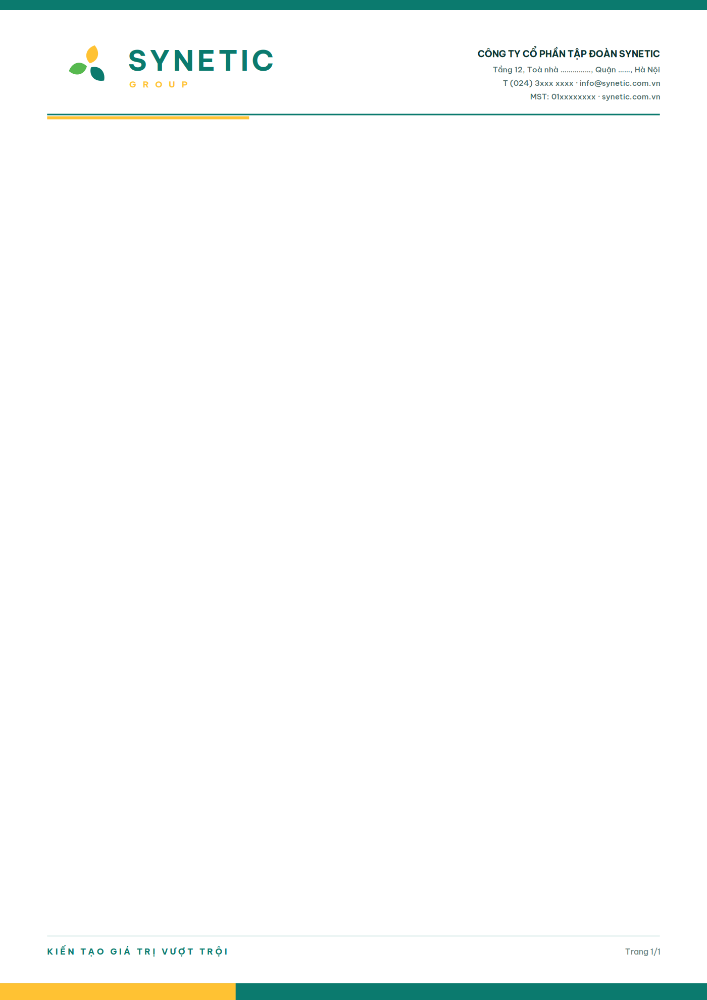 SYNETIC
GROUP
CÔNG TY CỔ PHẦN TẬP ĐOÀN SYNETIC
Tầng 12, Toà nhà ..............., Quận ......, Hà Nội
T (024) 3xxx xxxx · info@synetic.com.vn
MST: 01xxxxxxxx · synetic.com.vn
KIẾN TẠO GIÁ TRỊ VƯỢT TRỘI
Trang 1/1